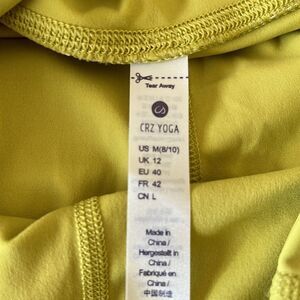 Tear Away
CRZ YOGA
US M(8/10)
UK 12
EU 40
FR 42
CN L
Made in
China /
Hergestellt in
China /
Fabriqué en
China /
中国制造